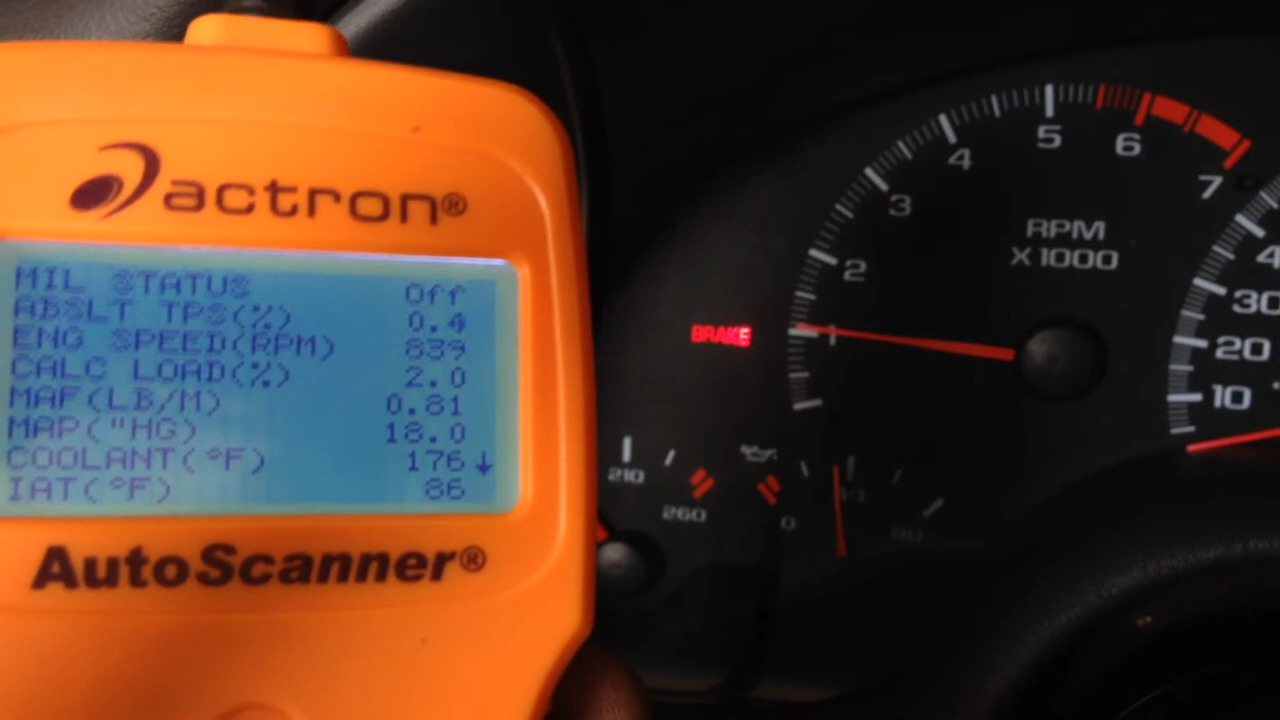 actron®
MIL STATUS Off
ABSLT TPS(%) 0.4
ENG SPEED(RPM) 839
CALC LOAD(%) 2.0
MAF(LB/M) 0.81
MAP("HG) 18.0
COOLANT(°F) 176↓
IAT(°F) 86
AutoScanner®
BRAKE
1
2
3
4
5
6
7
RPM
X1000
210
260
0
10
20
30
4